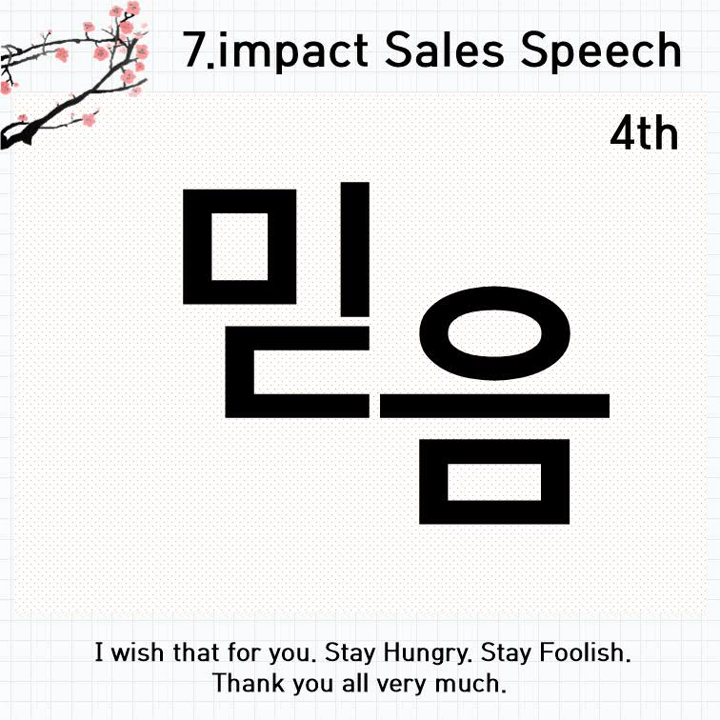 7.impact Sales Speech
4th
믿음
I wish that for you. Stay Hungry. Stay Foolish.
Thank you all very much.